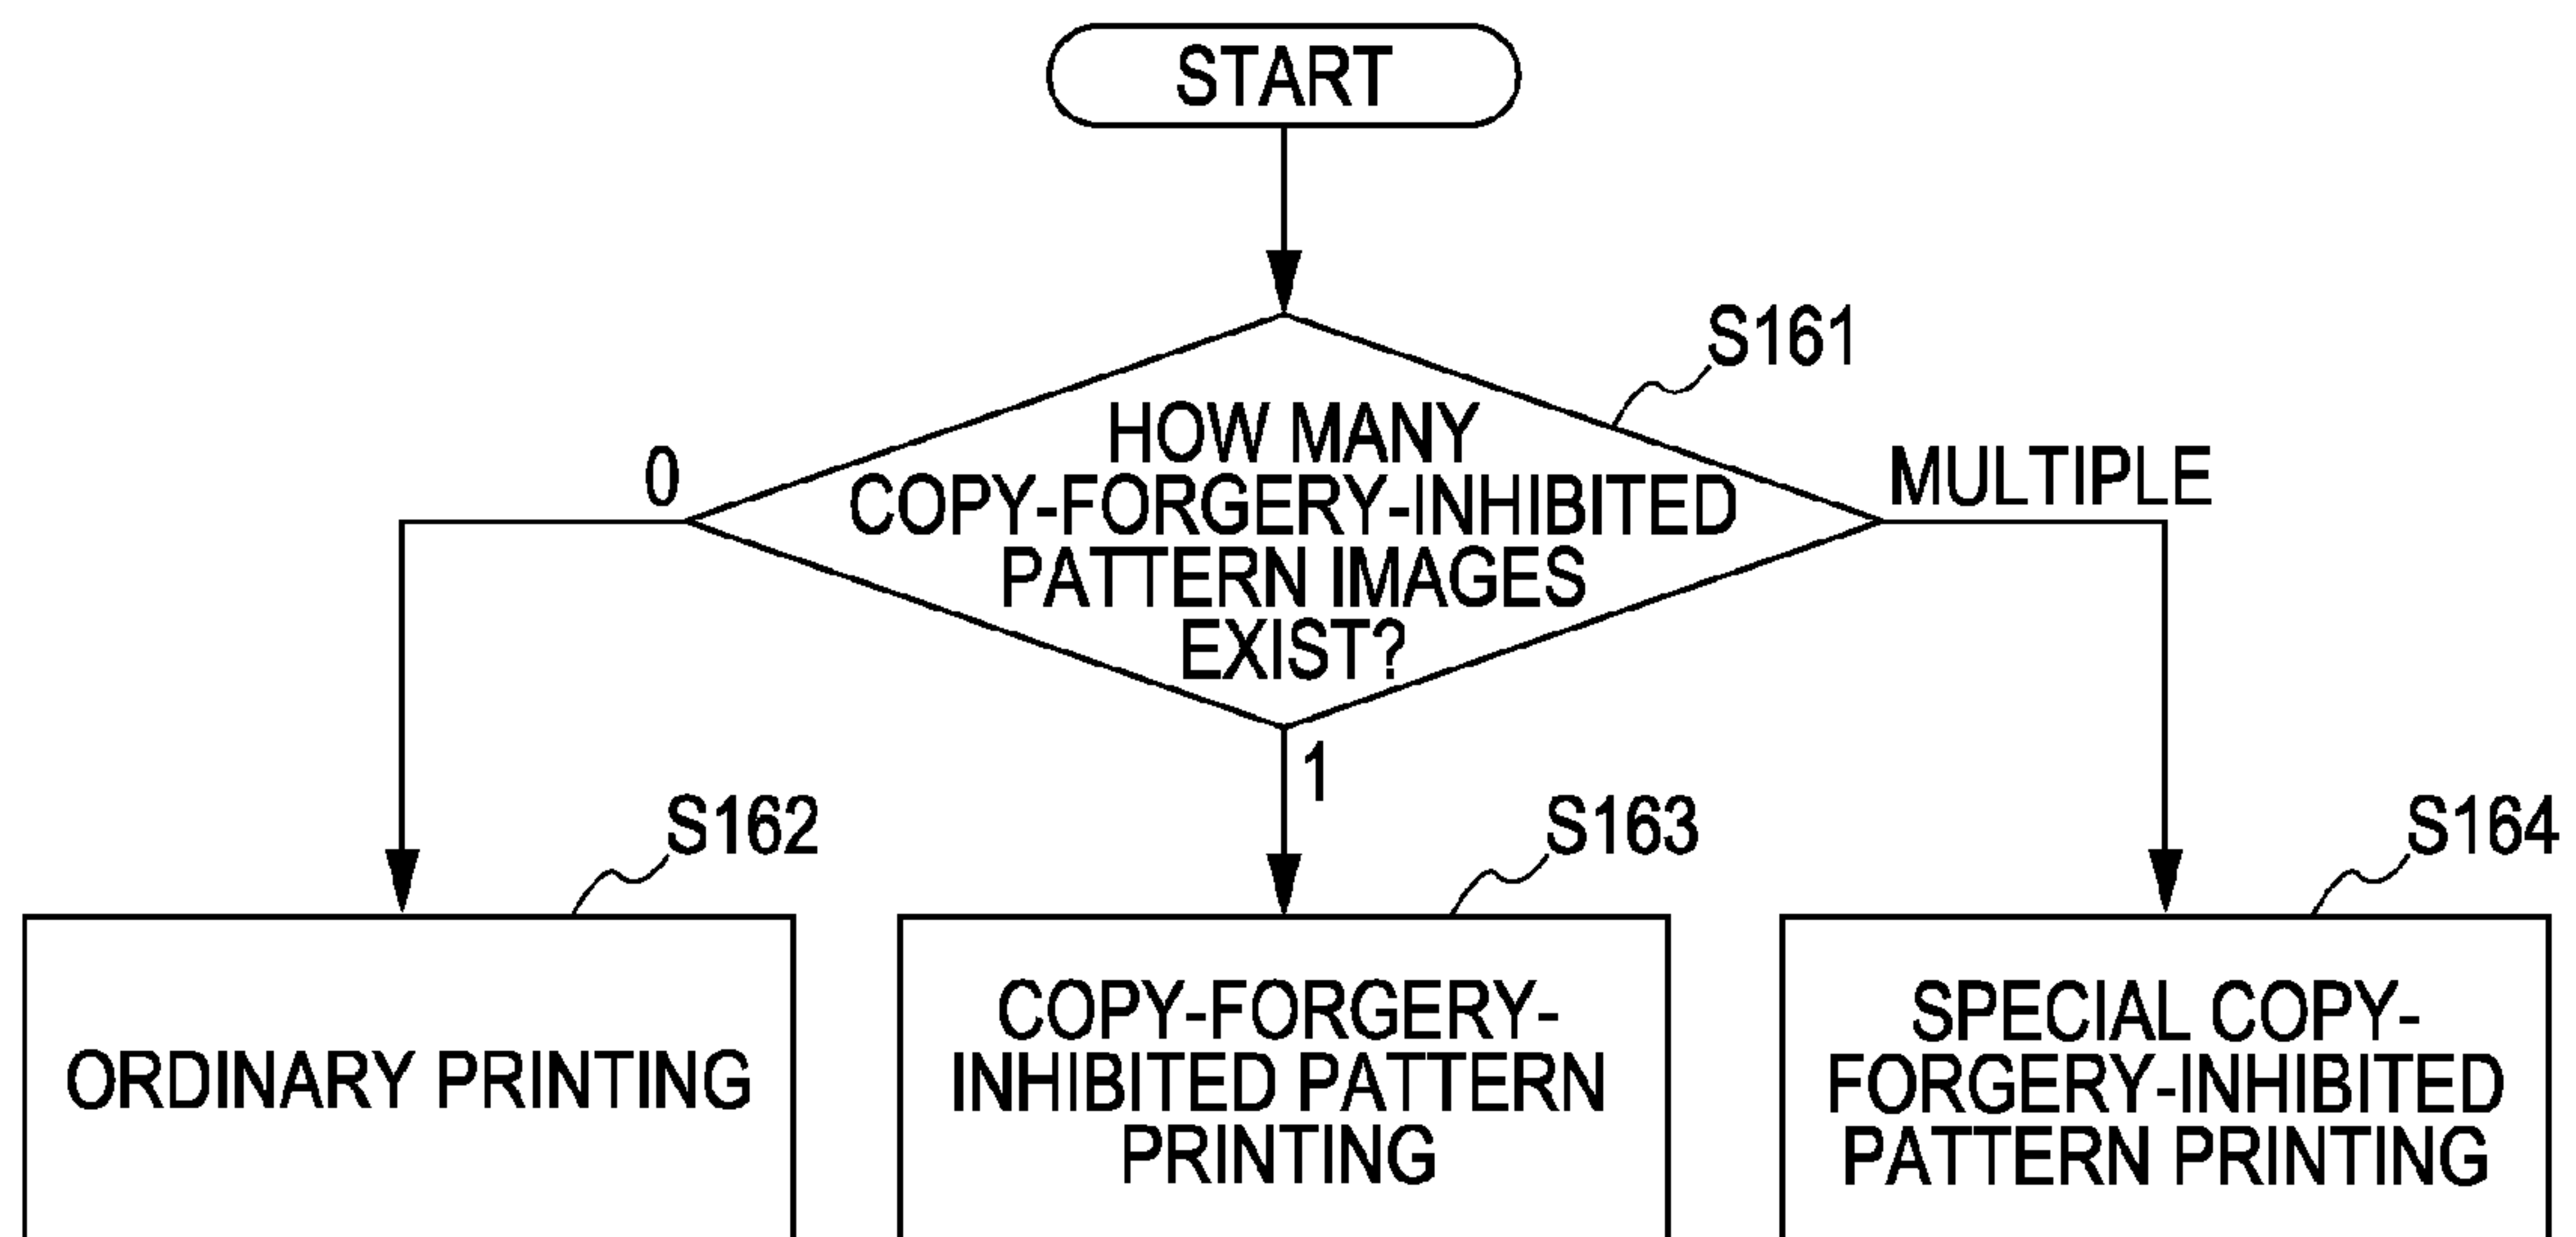 START
S161
HOW MANY
COPY-FORGERY-INHIBITED
PATTERN IMAGES
EXIST?
0
MULTIPLE
1
S162
ORDINARY PRINTING
S163
COPY-FORGERY-
INHIBITED PATTERN
PRINTING
S164
SPECIAL COPY-
FORGERY-INHIBITED
PATTERN PRINTING